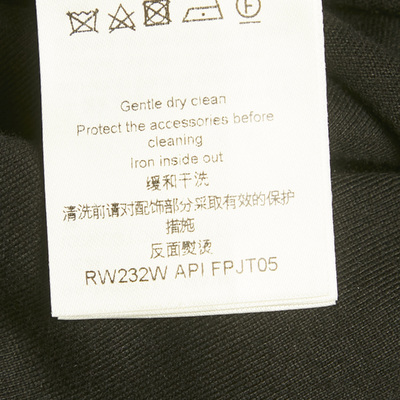 F
Gentle dry clean
Protect the accessories before
cleaning
Iron inside out
缓和干洗
清洗前请对配饰部分采取有效的保护
措施
反面熨烫
RW232W API FPJT05